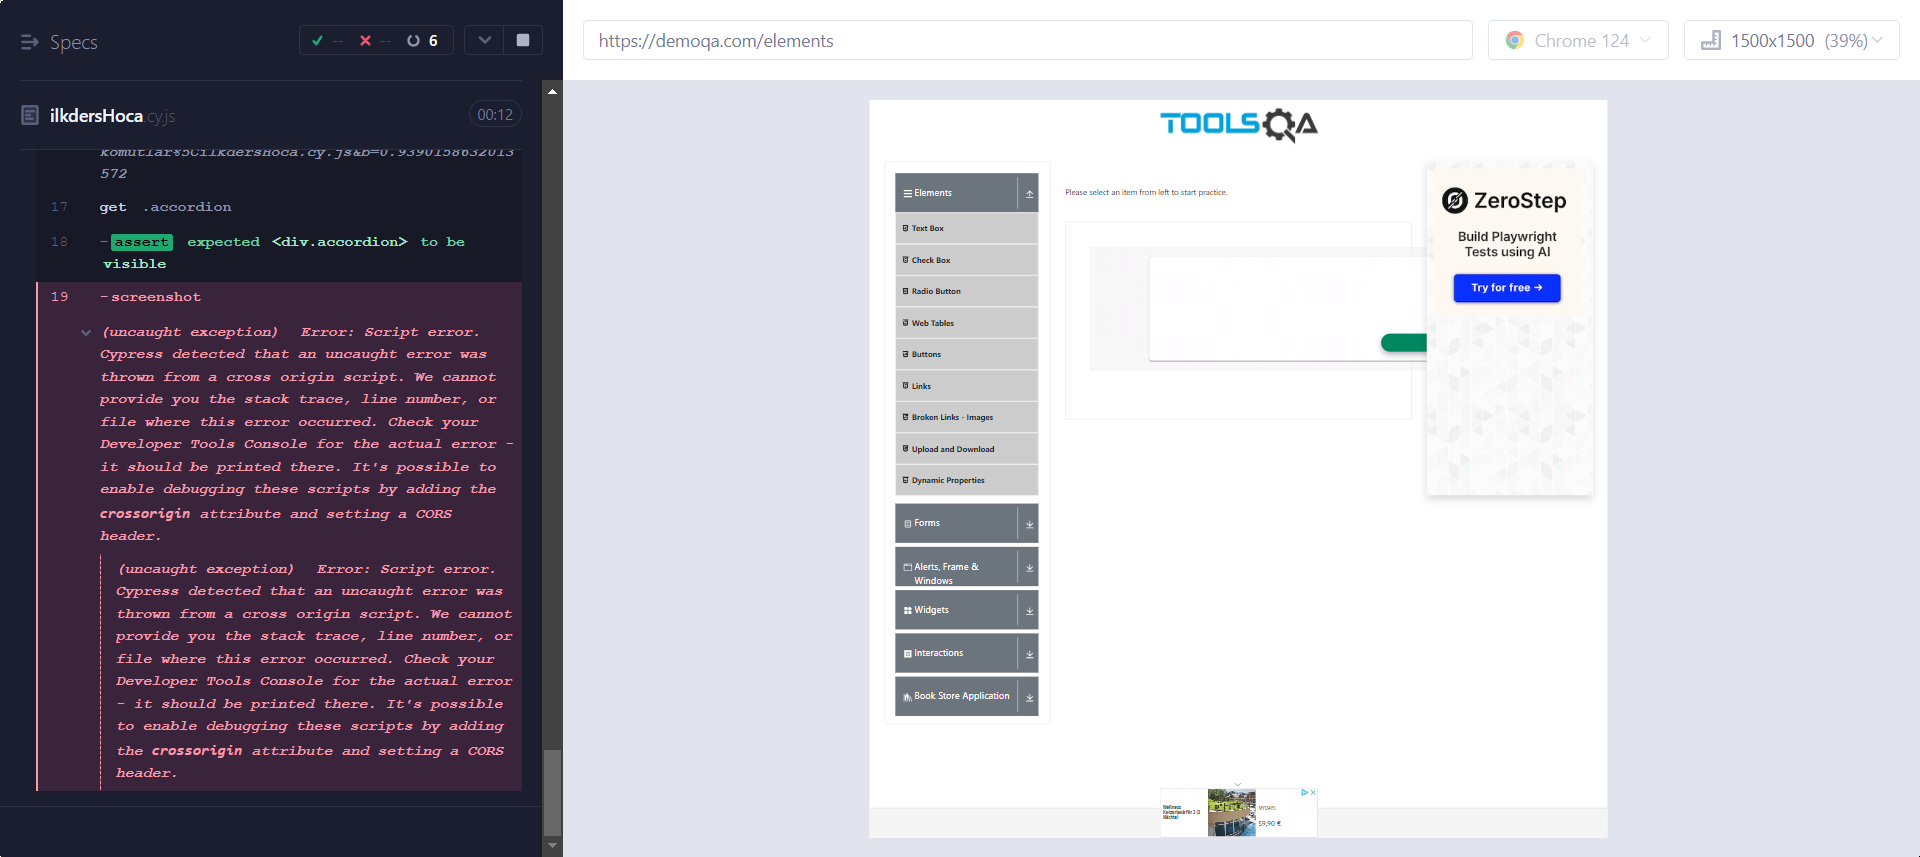 Specs
-- -- 6
ilkdersHoca.cy.js 00:12
komutlar%5CilkdersHoca.cy.js&b=0.9390158632013
572
17 get .accordion
18 -assert expected <div.accordion> to be
visible
19 -screenshot
(uncaught exception) Error: Script error.
Cypress detected that an uncaught error was
thrown from a cross origin script. We cannot
provide you the stack trace, line number, or
file where this error occurred. Check your
Developer Tools Console for the actual error -
it should be printed there. It's possible to
enable debugging these scripts by adding the
crossorigin attribute and setting a CORS
header.
(uncaught exception) Error: Script error.
Cypress detected that an uncaught error was
thrown from a cross origin script. We cannot
provide you the stack trace, line number, or
file where this error occurred. Check your
Developer Tools Console for the actual error
- it should be printed there. It's possible
to enable debugging these scripts by adding
the crossorigin attribute and setting a CORS
header.
https://demoqa.com/elements
Chrome 124
1500x1500 (39%)
TOOLSQA
Elements
Text Box
Check Box
Radio Button
Web Tables
Buttons
Links
Broken Links - Images
Upload and Download
Dynamic Properties
Forms
Alerts, Frame &
Windows
Widgets
Interactions
Book Store Application
Please select an item from left to start practice.
ZeroStep
Build Playwright
Tests using AI
Try for free →
Wellness
Kurzurlaub für 2 (3
Nächte)
MYDAYS
59,90 €